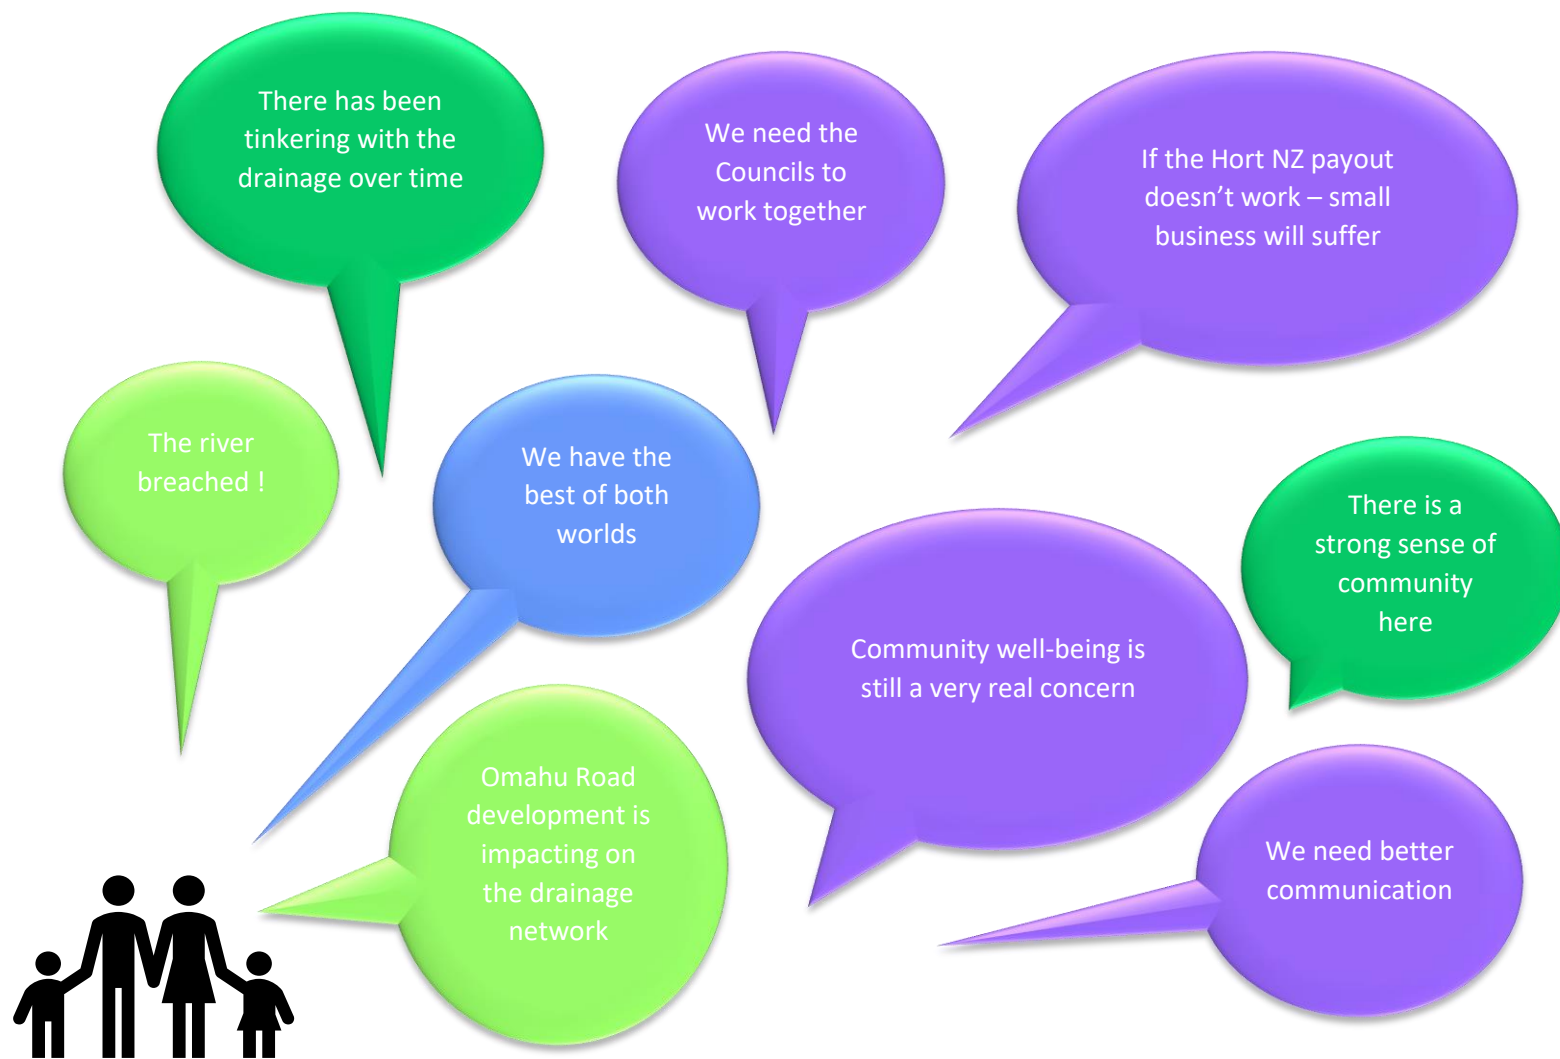 There has been
tinkering with the
drainage over time
We need the
Councils to
work together
If the Hort NZ payout
doesn’t work – small
business will suffer
The river
breached !
We have the
best of both
worlds
There is a
strong sense of
community
here
Community well-being is
still a very real concern
Omahu Road
development is
impacting on
the drainage
network
We need better
communication